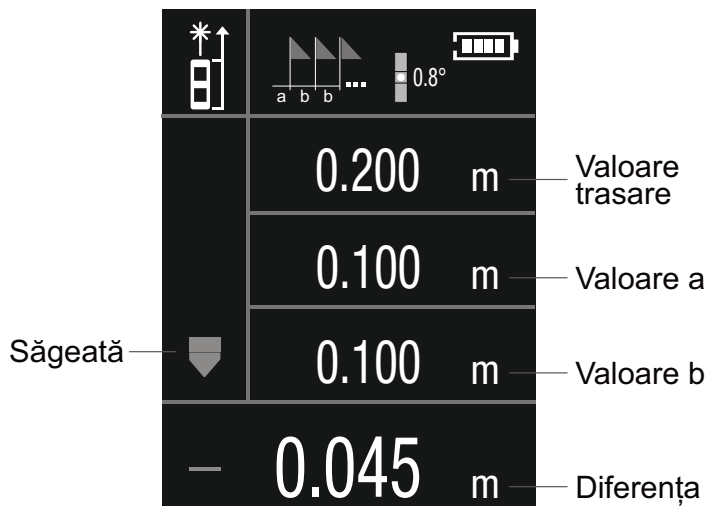 a b b
0.8°
0.200 m
Valoare
trasare
0.100 m
Valoare a
Săgeată
0.100 m
Valoare b
– 0.045 m
Diferența